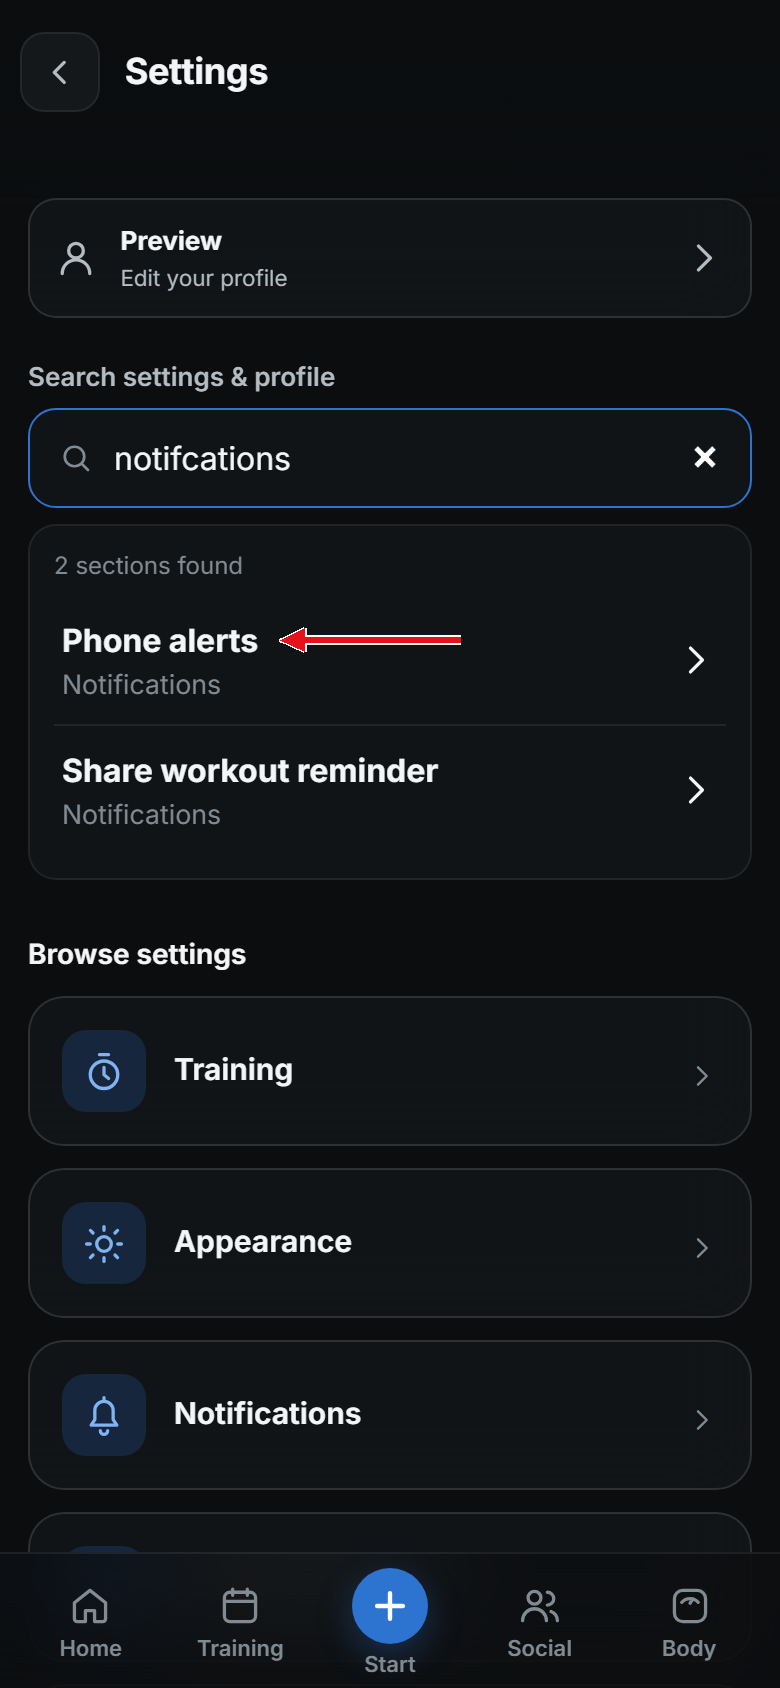 Settings
Preview
Edit your profile
Search settings & profile
notifcations
2 sections found
Phone alerts
Notifications
Share workout reminder
Notifications
Browse settings
Training
Appearance
Notifications
Home
Training
Start
Social
Body